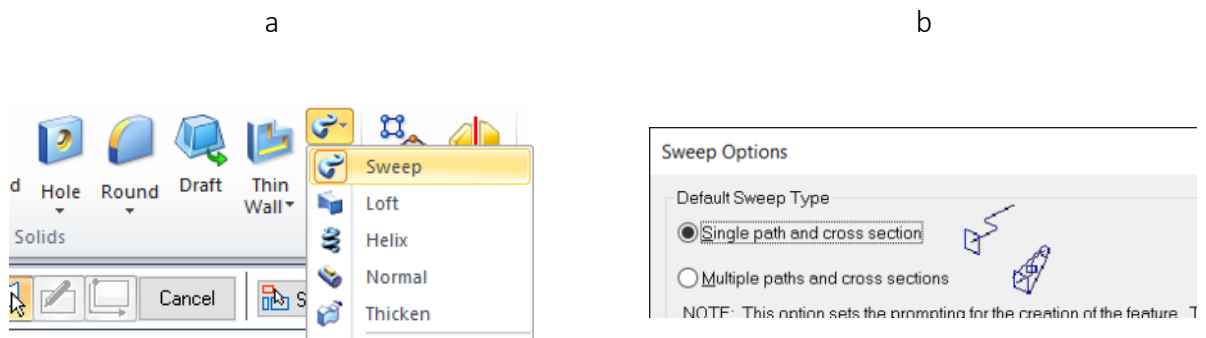 a
b
d Hole Round Draft Thin Wall
Solids
Sweep
Loft
Helix
Normal
Thicken
Cancel S
Sweep Options
Default Sweep Type
Single path and cross section
Multiple paths and cross sections
NOTE: This option sets the prompting for the creation of the feature. T